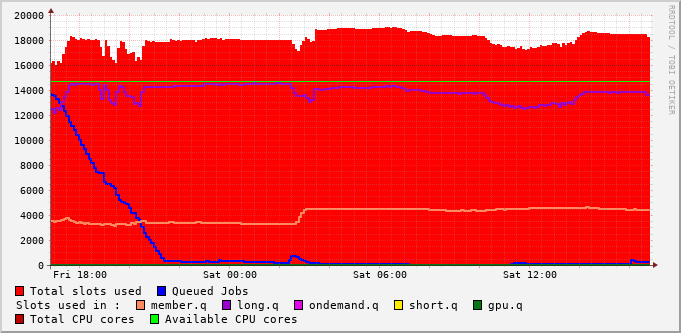 RRDTOOL / TOBI OETIKER
20000
18000
16000
14000
12000
10000
8000
6000
4000
2000
0
Fri 18:00 Sat 00:00 Sat 06:00 Sat 12:00
Total slots used Queued Jobs
Slots used in : member.q long.q ondemand.q short.q gpu.q
Total CPU cores Available CPU cores